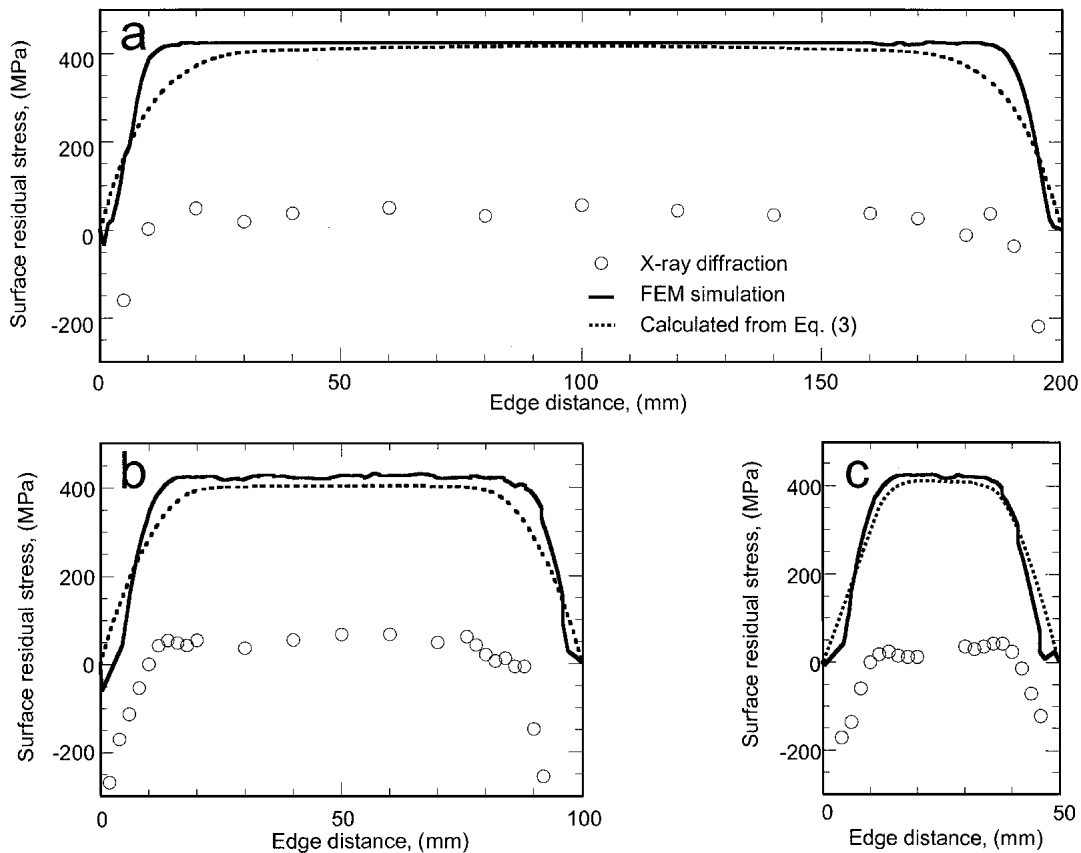 a
400
200
0
-200
Surface residual stress, (MPa)
X-ray diffraction
FEM simulation
Calculated from Eq. (3)
0
50
100
150
200
Edge distance, (mm)
b
400
200
0
-200
Surface residual stress, (MPa)
0
50
100
Edge distance, (mm)
c
400
200
0
-200
Surface residual stress, (MPa)
0
50
Edge distance, (mm)